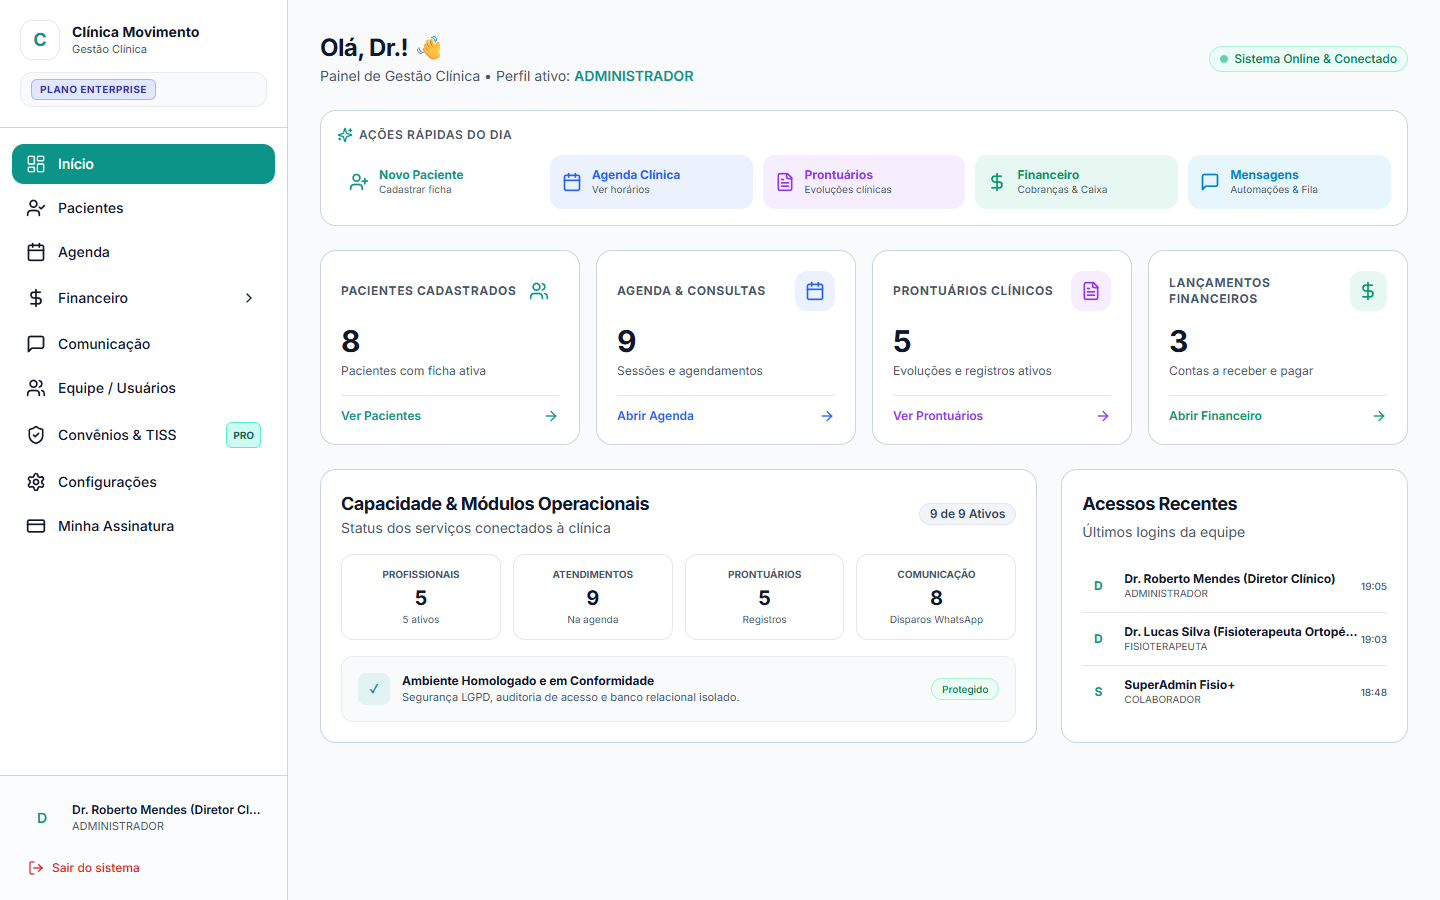 C
Clínica Movimento
Gestão Clínica
PLANO ENTERPRISE
Início
Pacientes
Agenda
Financeiro
Comunicação
Equipe / Usuários
Convênios & TISS
PRO
Configurações
Minha Assinatura
D
Dr. Roberto Mendes (Diretor Cl...
ADMINISTRADOR
Sair do sistema
Olá, Dr.! 👋
Painel de Gestão Clínica • Perfil ativo: ADMINISTRADOR
Sistema Online & Conectado
AÇÕES RÁPIDAS DO DIA
Novo Paciente
Cadastrar ficha
Agenda Clínica
Ver horários
Prontuários
Evoluções clínicas
Financeiro
Cobranças & Caixa
Mensagens
Automações & Fila
PACIENTES CADASTRADOS
8
Pacientes com ficha ativa
Ver Pacientes
AGENDA & CONSULTAS
9
Sessões e agendamentos
Abrir Agenda
PRONTUÁRIOS CLÍNICOS
5
Evoluções e registros ativos
Ver Prontuários
LANÇAMENTOS
FINANCEIROS
3
Contas a receber e pagar
Abrir Financeiro
Capacidade & Módulos Operacionais
Status dos serviços conectados à clínica
9 de 9 Ativos
PROFISSIONAIS
5
5 ativos
ATENDIMENTOS
9
Na agenda
PRONTUÁRIOS
5
Registros
COMUNICAÇÃO
8
Disparos WhatsApp
✓
Ambiente Homologado e em Conformidade
Segurança LGPD, auditoria de acesso e banco relacional isolado.
Protegido
Acessos Recentes
Últimos logins da equipe
D
Dr. Roberto Mendes (Diretor Clínico)
ADMINISTRADOR
19:05
D
Dr. Lucas Silva (Fisioterapeuta Ortopé...
FISIOTERAPEUTA
19:03
S
SuperAdmin Fisio+
COLABORADOR
18:48